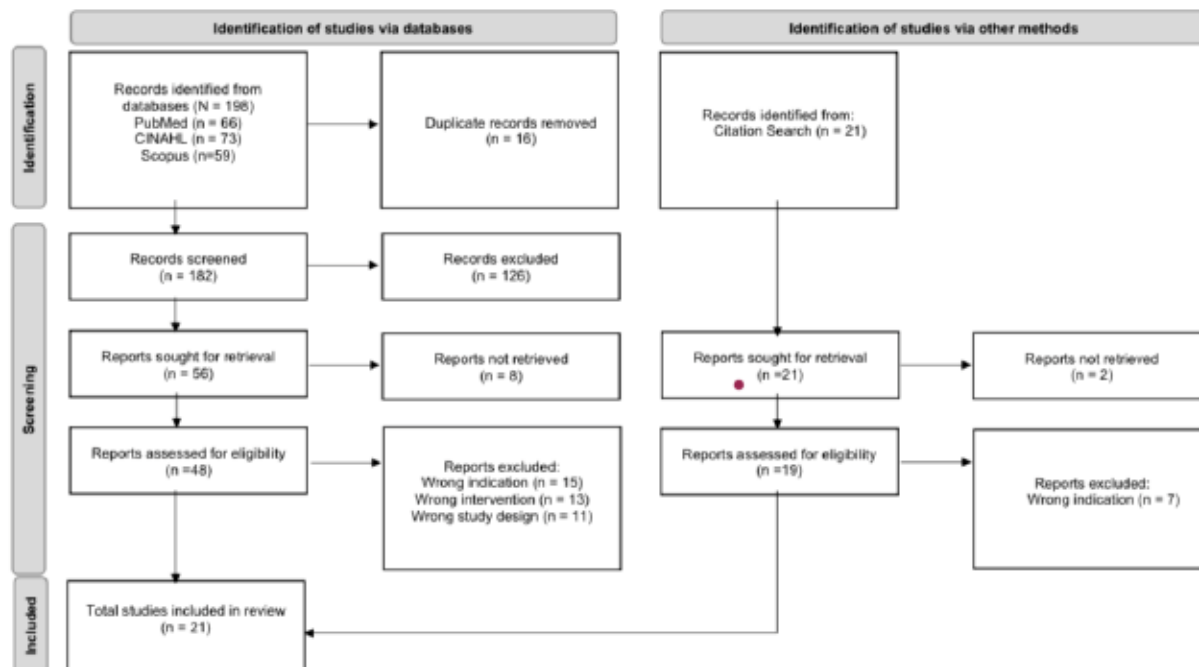 Identification of studies via databases
Identification of studies via other methods
Identification
Records identified from
databases (N = 198)
PubMed (n = 66)
CINAHL (n = 73)
Scopus (n=59)
Duplicate records removed
(n = 16)
Records identified from:
Citation Search (n = 21)
Screening
Records screened
(n = 182)
Records excluded
(n = 126)
Reports sought for retrieval
(n = 56)
Reports not retrieved
(n = 8)
Reports sought for retrieval
(n =21)
Reports not retrieved
(n = 2)
Reports assessed for eligibility
(n =48)
Reports excluded:
Wrong indication (n = 15)
Wrong intervention (n = 13)
Wrong study design (n = 11)
Reports assessed for eligibility
(n =19)
Reports excluded:
Wrong indication (n = 7)
Included
Total studies included in review
(n = 21)